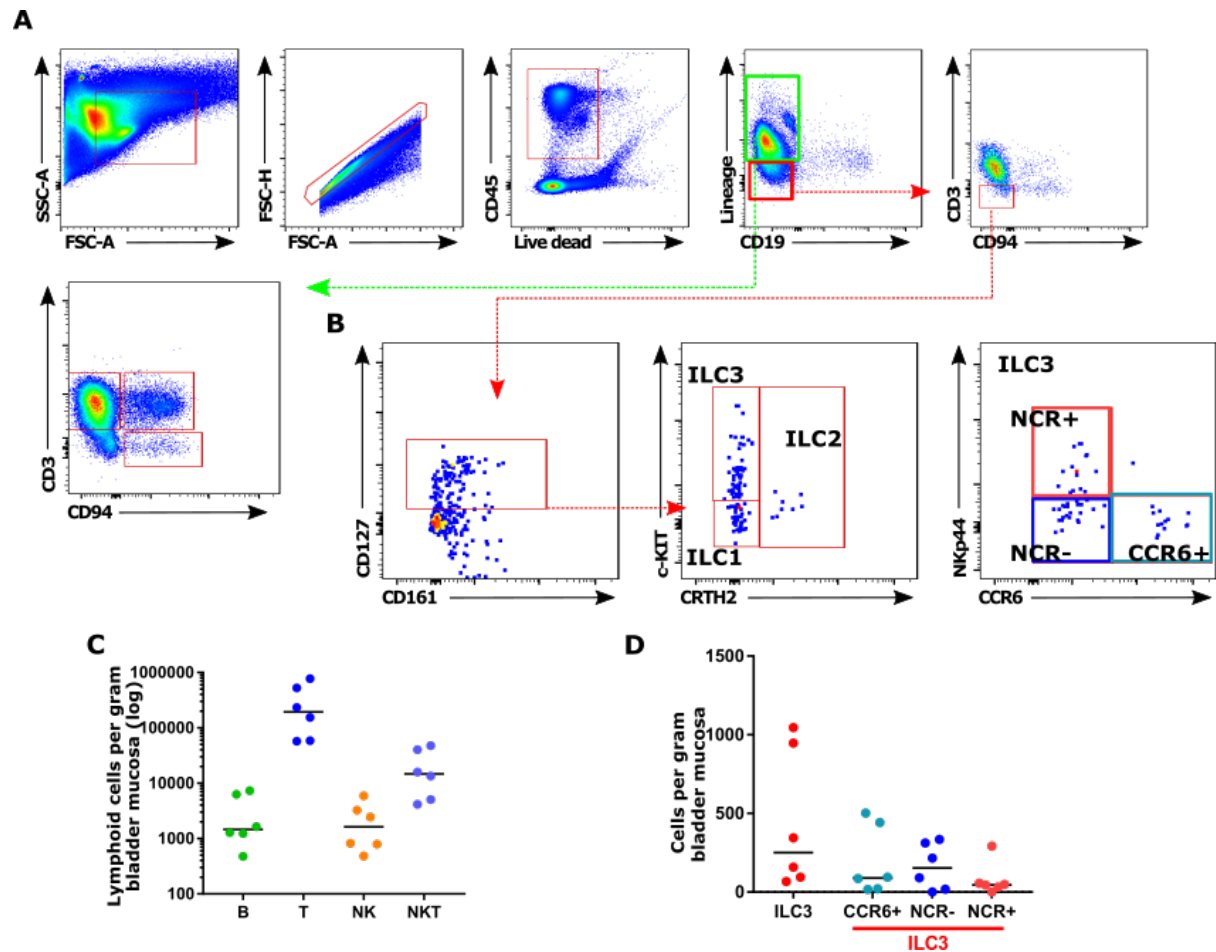 A
SSC-A
FSC-A
FSC-H
FSC-A
CD45
Live dead
Lineage
CD19
CD3
CD94
CD3
CD94
B
CD127
CD161
c-KIT
CRTH2
ILC3
ILC2
ILC1
NKp44
CCR6
ILC3
NCR+
NCR-
CCR6+
C
Lymphoid cells per gram
bladder mucosa (log)
1000000
100000
10000
1000
100
B T NK NKT
D
Cells per gram
bladder mucosa
1500
1000
500
0
ILC3 CCR6+ NCR- NCR+
ILC3